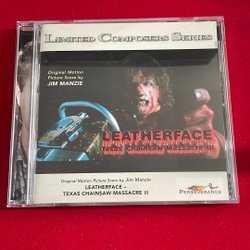 LIMITED COMPOSERS SERIES
Original Motion
Picture Score by
JIM MANZIE
LEATHERFACE
TEXAS CHAINSAW MASSACRE III
Original Motion Picture Score by Jim Manzie
LEATHERFACE –
TEXAS CHAINSAW MASSACRE III
PERSEVERANCE